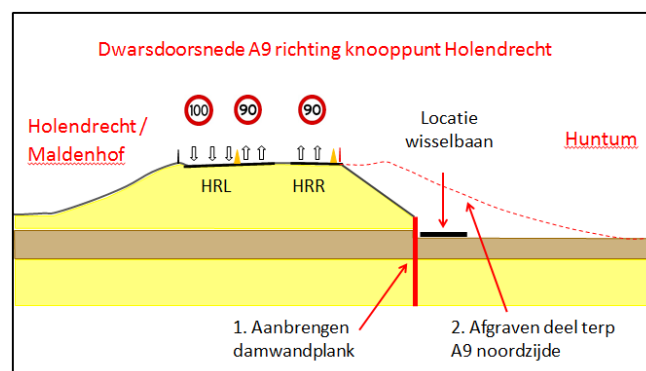 Dwarsdoorsnede A9 richting knooppunt Holendrecht
100
90
90
Holendrecht /
Maldenhof
Locatie
wisselbaan
Huntum
HRL
HRR
1. Aanbrengen
damwandplank
2. Afgraven deel terp
A9 noordzijde